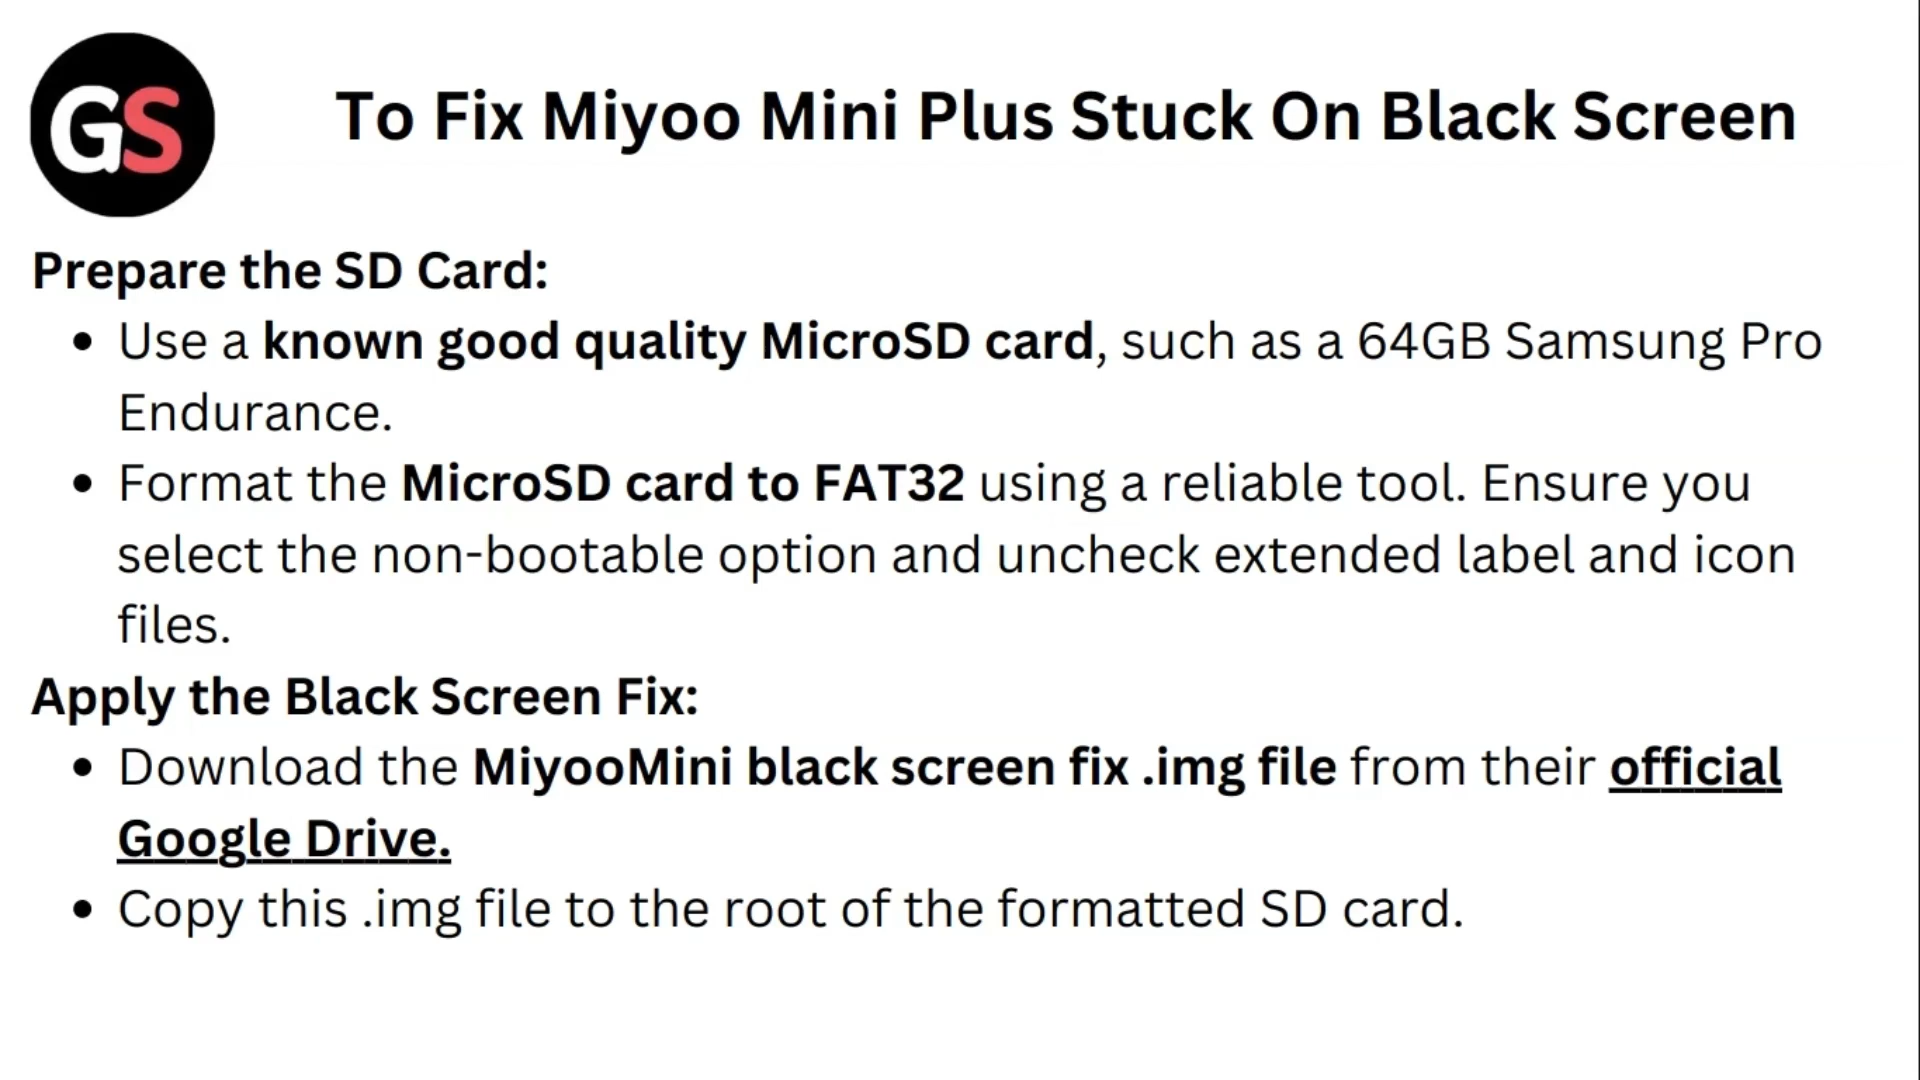 GS
To Fix Miyoo Mini Plus Stuck On Black Screen
Prepare the SD Card:
• Use a known good quality MicroSD card, such as a 64GB Samsung Pro
Endurance.
• Format the MicroSD card to FAT32 using a reliable tool. Ensure you
select the non-bootable option and uncheck extended label and icon
files.
Apply the Black Screen Fix:
• Download the MiyooMini black screen fix .img file from their official
Google Drive.
• Copy this .img file to the root of the formatted SD card.